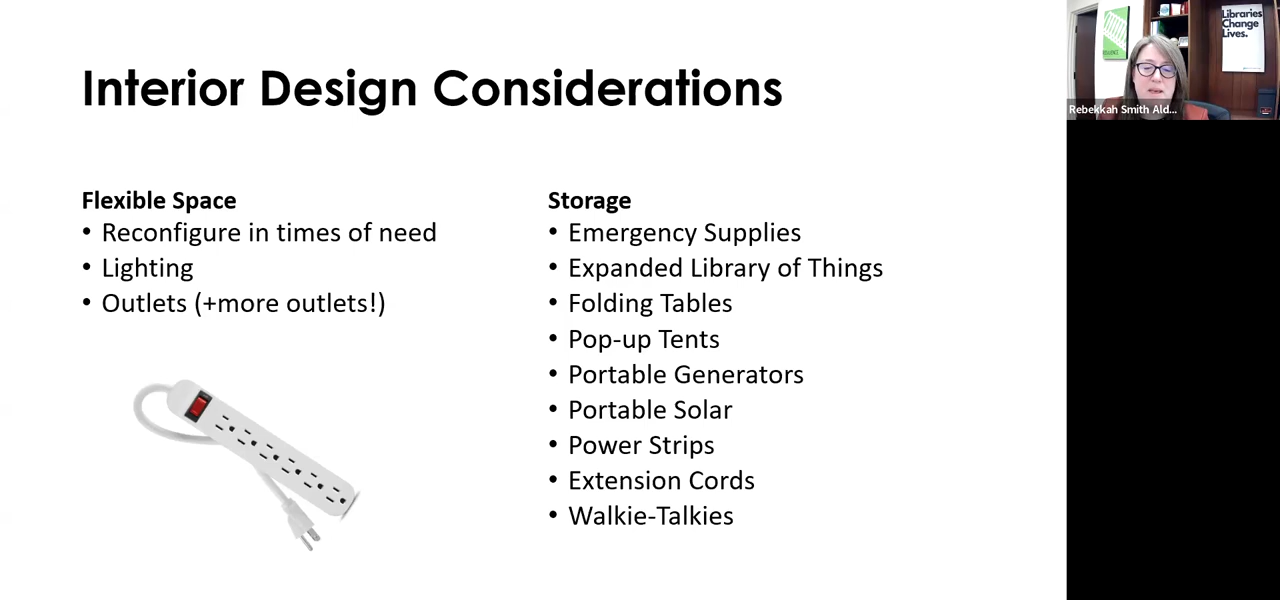 Interior Design Considerations
Flexible Space
• Reconfigure in times of need
• Lighting
• Outlets (+more outlets!)
Storage
• Emergency Supplies
• Expanded Library of Things
• Folding Tables
• Pop-up Tents
• Portable Generators
• Portable Solar
• Power Strips
• Extension Cords
• Walkie-Talkies
Libraries
Change
Lives.
Rebekkah Smith Ald...